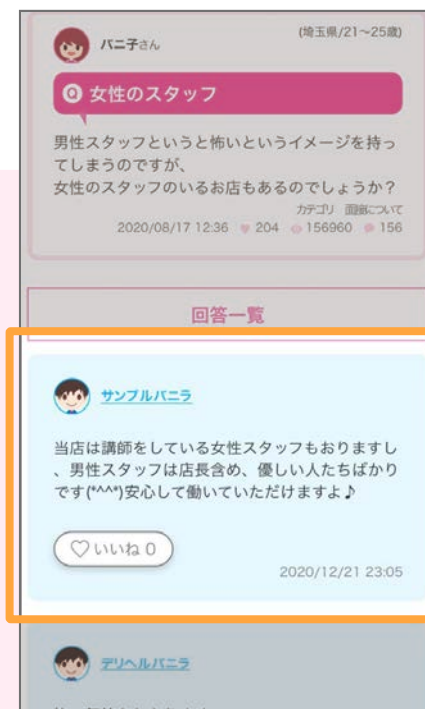 バニ子さん
(埼玉県/21～25歳)
Q 女性のスタッフ
男性スタッフというと怖いというイメージを持っ
てしまうのですが、
女性のスタッフのいるお店もあるのでしょうか？
カテゴリ 面接について
2020/08/17 12:36 204 156960 156
回答一覧
サンプルバニラ
当店は講師をしている女性スタッフもおりますし
、男性スタッフは店長含め、優しい人たちばかり
です(*^^*)安心して働いていただけますよ♪
♡いいね 0
2020/12/21 23:05
デリヘルバニラ